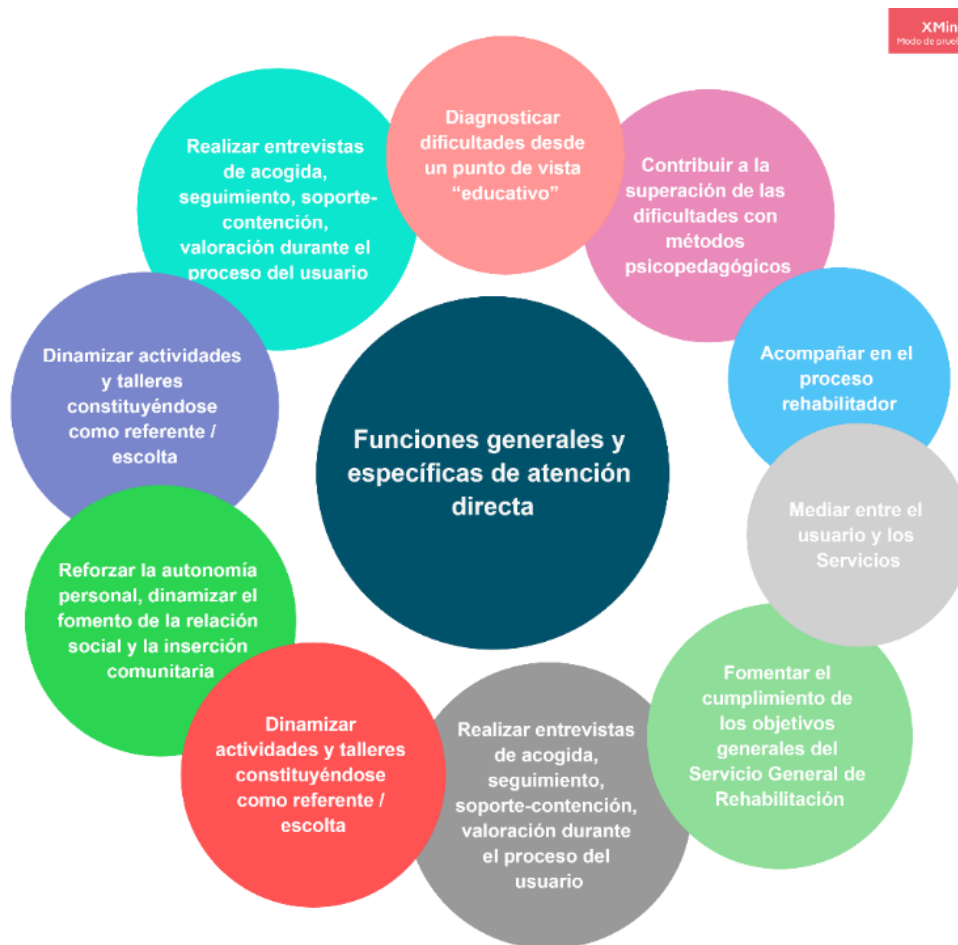 XMin
Modo de prueb
Diagnosticar
dificultades desde
un punto de vista
“educativo”
Contribuir a la
superación de las
dificultades con
métodos
psicopedagógicos
Acompañar en el
proceso
rehabilitador
Mediar entre el
usuario y los
Servicios
Fomentar el
cumplimiento de
los objetivos
generales del
Servicio General de
Rehabilitación
Realizar entrevistas
de acogida,
seguimiento,
soporte-contención,
valoración durante
el proceso del
usuario
Dinamizar
actividades y talleres
constituyéndose
como referente /
escolta
Reforzar la autonomía
personal, dinamizar el
fomento de la relación
social y la inserción
comunitaria
Dinamizar actividades
y talleres
constituyéndose
como referente /
escolta
Realizar entrevistas
de acogida,
seguimiento, soporte-
contención,
valoración durante el
proceso del usuario
Funciones generales y
específicas de atención
directa